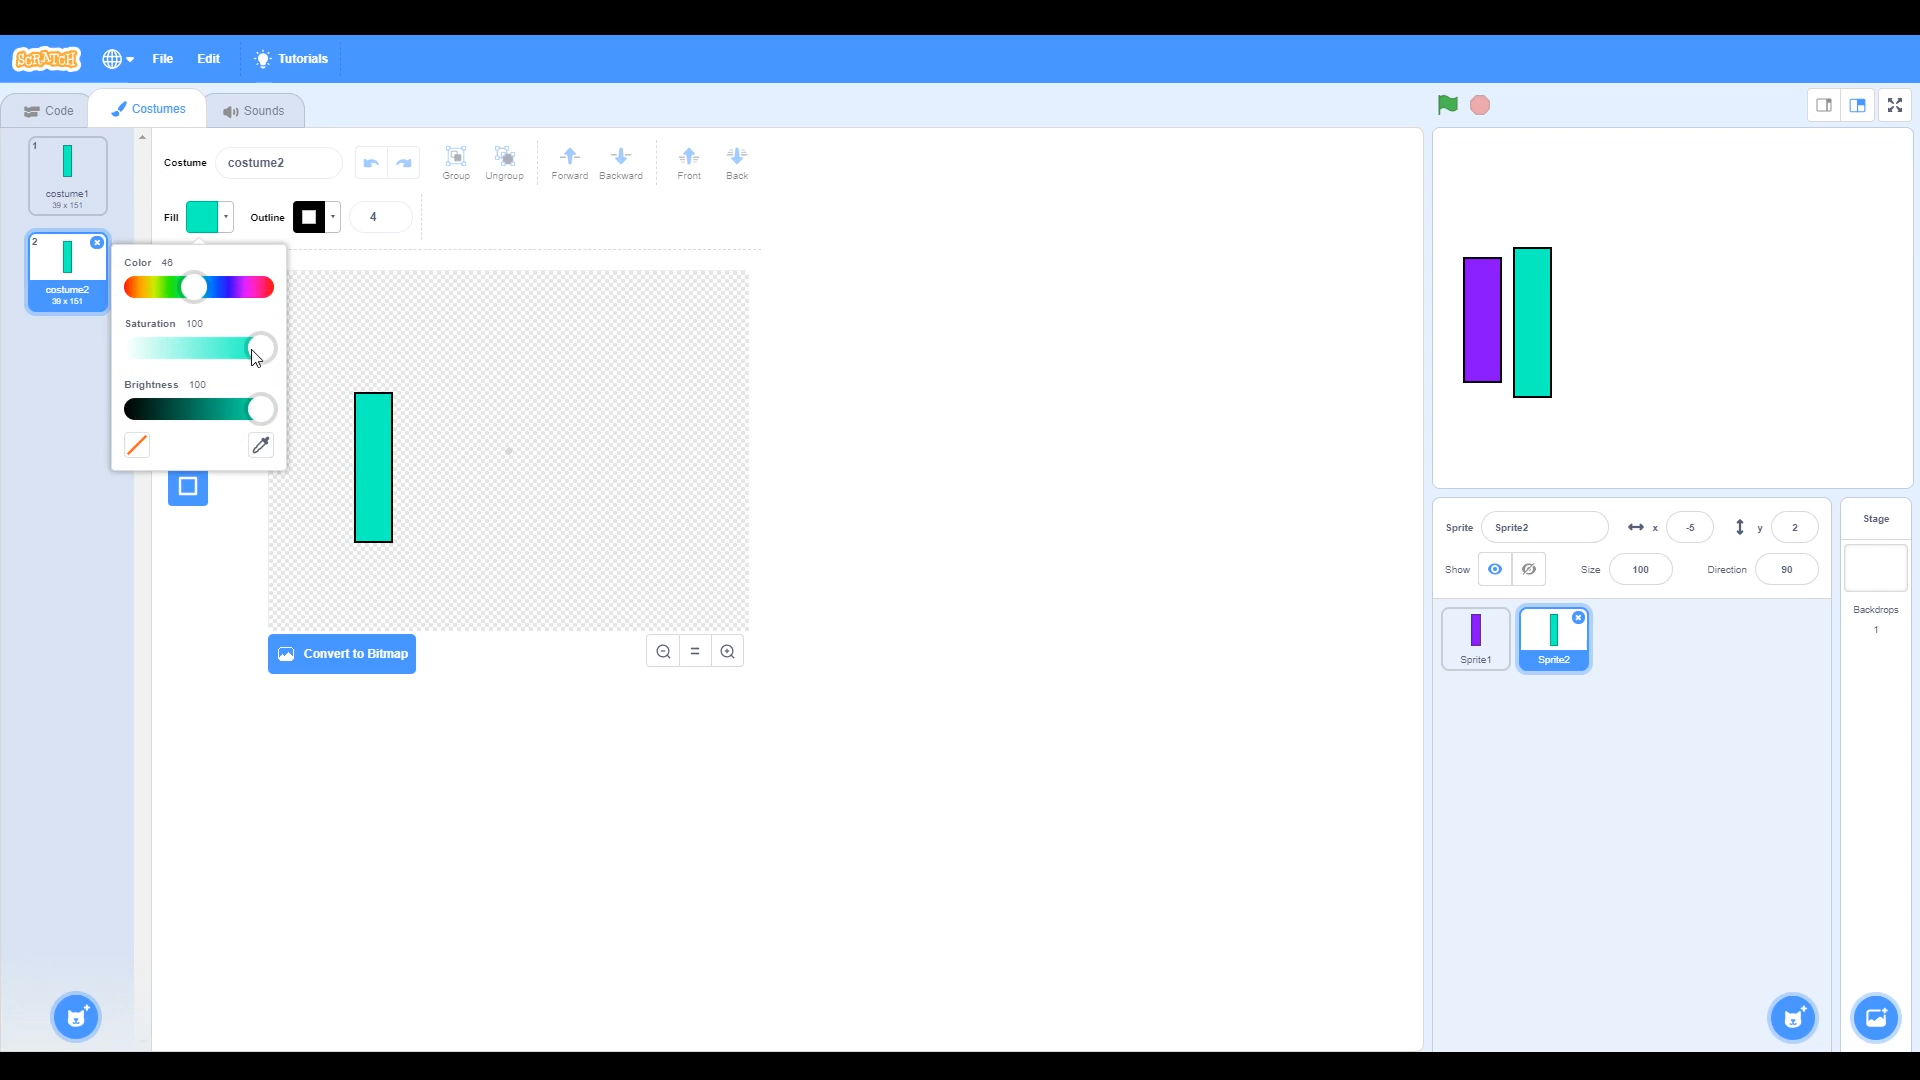 SCRATCH File Edit Tutorials
Code Costumes Sounds
1
costume1
39 x 151
2
costume2
39 x 151
Costume costume2 Group Ungroup Forward Backward Front Back
Fill Outline 4
Color 46
Saturation 100
Brightness 100
Convert to Bitmap
Sprite Sprite2 x -5 y 2
Show Size 100 Direction 90
Sprite1 Sprite2
Stage
Backdrops
1